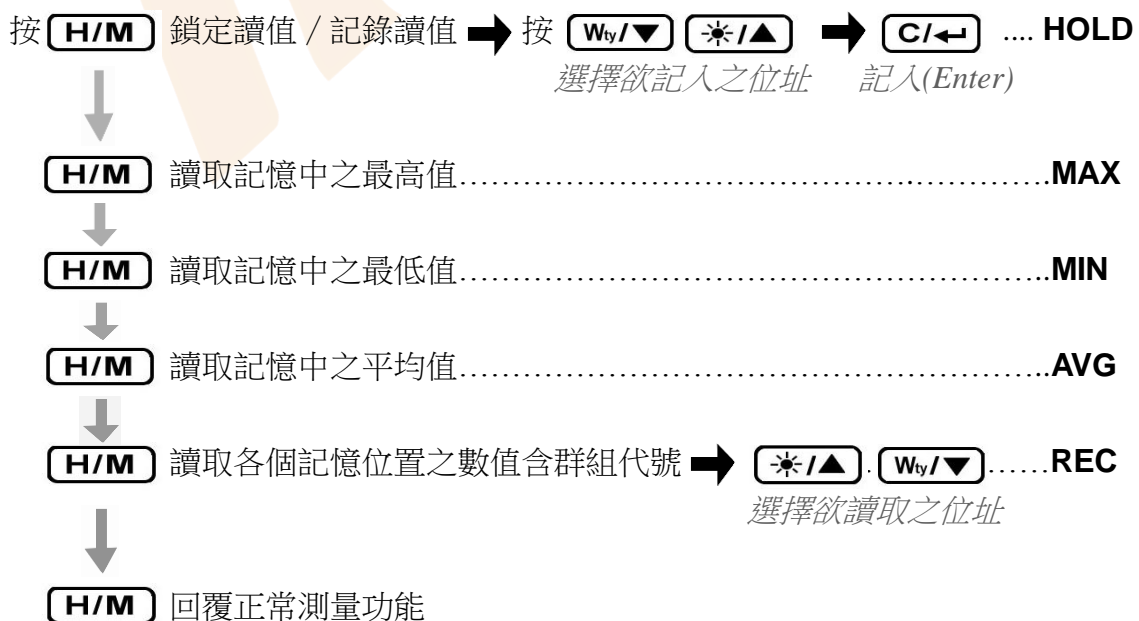 按 H/M 鎖定讀值／記錄讀值 ➡ 按 Wty/▼ ☀/▲ ➡ C/↵ .... HOLD
選擇欲記入之位址 記入(Enter)
H/M 讀取記憶中之最高值……………………………………………………….MAX
H/M 讀取記憶中之最低值………………………………………………………..MIN
H/M 讀取記憶中之平均值………………………………………………………..AVG
H/M 讀取各個記憶位置之數值含群組代號 ➡ ☀/▲ . Wty/▼ ……REC
選擇欲讀取之位址
H/M 回覆正常測量功能